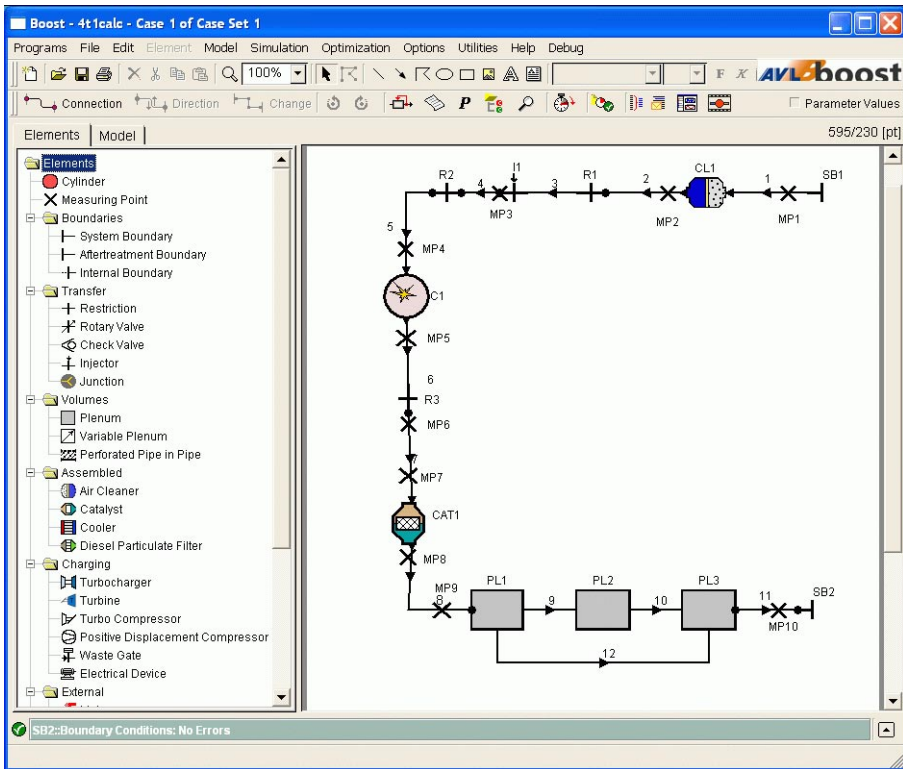 Boost - 4t1calc - Case 1 of Case Set 1
Programs File Edit Element Model Simulation Optimization Options Utilities Help Debug
100% F K AVL boost
Connection Direction Change P Parameter Values
Elements Model 595/230 [pt]
Elements
Cylinder
Measuring Point
Boundaries
System Boundary
Aftertreatment Boundary
Internal Boundary
Transfer
Restriction
Rotary Valve
Check Valve
Injector
Junction
Volumes
Plenum
Variable Plenum
Perforated Pipe in Pipe
Assembled
Air Cleaner
Catalyst
Cooler
Diesel Particulate Filter
Charging
Turbocharger
Turbine
Turbo Compressor
Positive Displacement Compressor
Waste Gate
Electrical Device
External
R2 I1 R1 CL1 SB1
4 3 2 1
MP3 MP2 MP1
5
MP4
C1
MP5
6
R3
MP6
7
MP7
CAT1
MP8
MP9 PL1 PL2 PL3 SB2
8 9 10 11
MP10
12
SB2::Boundary Conditions: No Errors